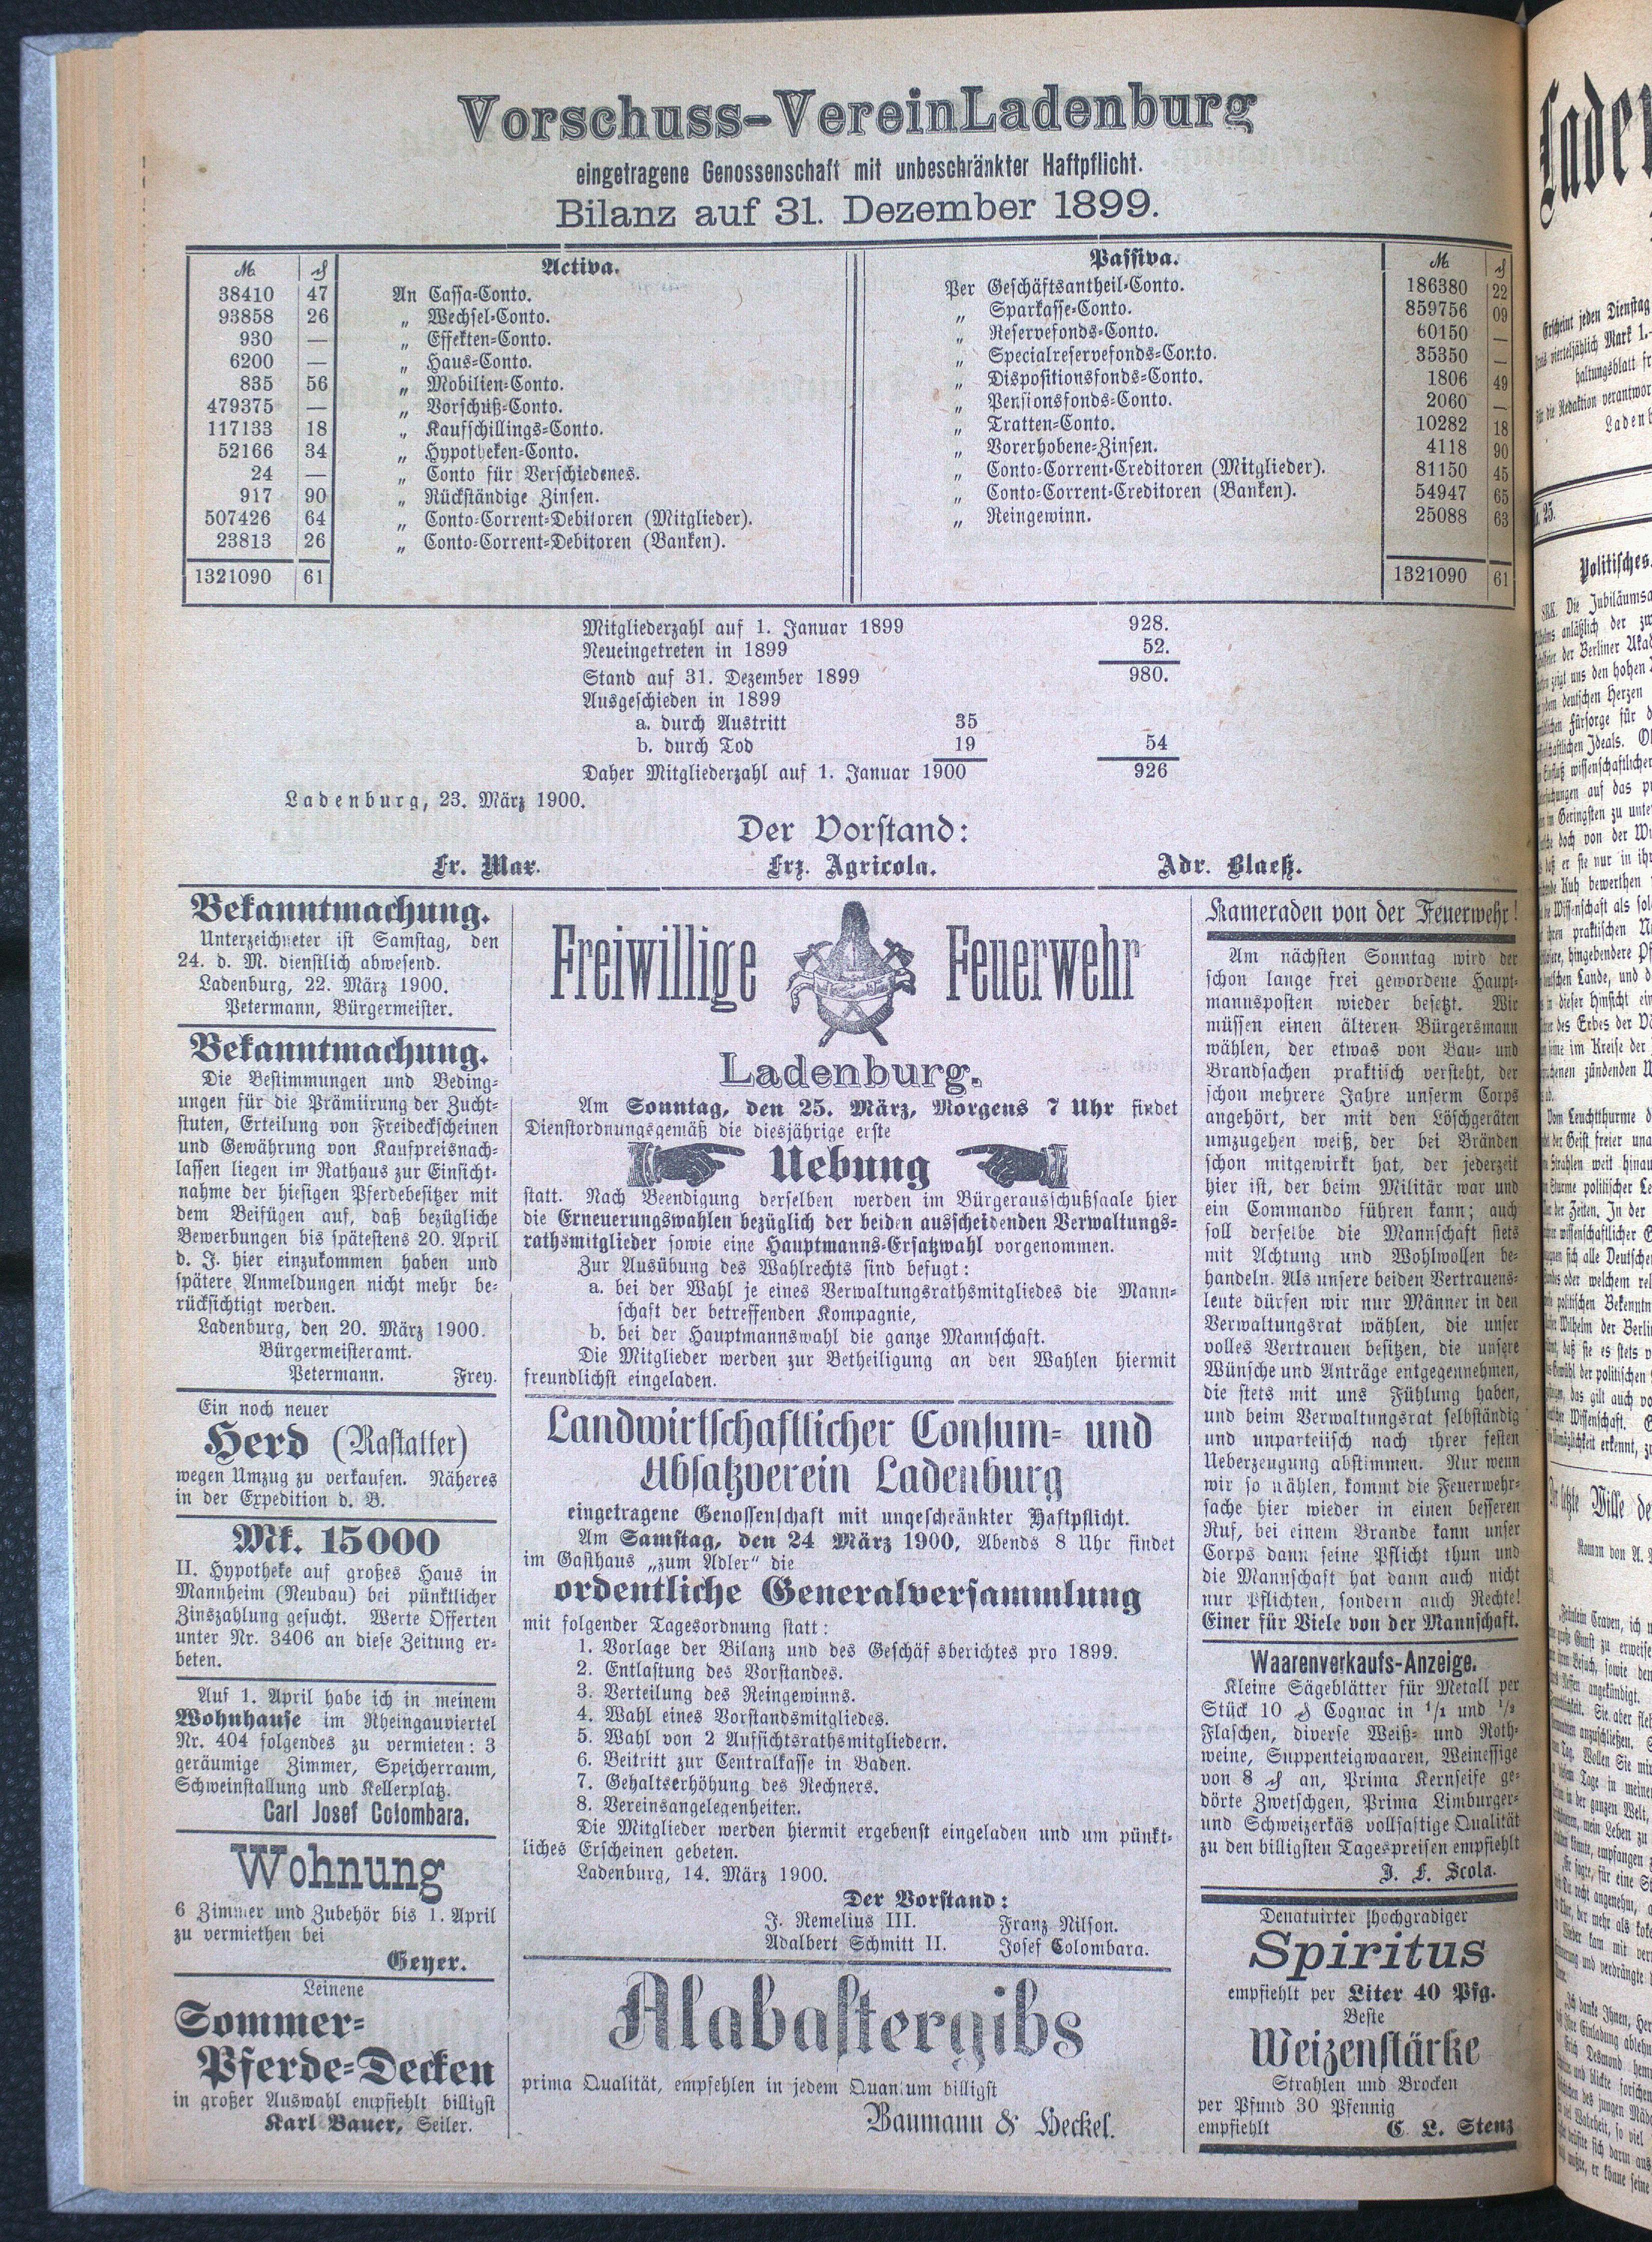 Vorschuss-Verein Ladenburg
eingetragene Genossenschaft mit unbeschränkter Haftpflicht.
Bilanz auf 31. Dezember 1899.
M. ₰ Activa.
38410 47 An Cassa-Conto.
93858 26 „ Wechsel-Conto.
930 — „ Effekten-Conto.
6200 — „ Haus-Conto.
835 56 „ Mobilien-Conto.
479375 — „ Vorschuß-Conto.
117133 18 „ Kaufschillings-Conto.
52166 34 „ Hypotheken-Conto.
24 — „ Conto für Verschiedenes.
917 90 „ Rückständige Zinsen.
507426 64 „ Conto-Corrent-Debitoren (Mitglieder).
23813 26 „ Conto-Corrent-Debitoren (Banken).
1321090 61
Passiva. M. ₰
Per Geschäftsantheil-Conto. 186380 22
„ Sparkasse-Conto. 859756 09
„ Reservefonds-Conto. 60150 —
„ Specialreservefonds-Conto. 35350 —
„ Dispositionsfonds-Conto. 1806 49
„ Pensionsfonds-Conto. 2060 —
„ Tratten-Conto. 10282 18
„ Vorerhobene-Zinsen. 4118 90
„ Conto-Corrent-Creditoren (Mitglieder). 81150 45
„ Conto-Corrent-Creditoren (Banken). 54947 65
„ Reingewinn. 25088 63
1321090 61
Mitgliederzahl auf 1. Januar 1899 928.
Neueingetreten in 1899 52.
Stand auf 31. Dezember 1899 980.
Ausgeschieden in 1899
a. durch Austritt 35
b. durch Tod 19 54
Daher Mitgliederzahl auf 1. Januar 1900 926
Ladenburg, 23. März 1900.
Der Vorstand:
Fr. Max. Frz. Agricola. Adr. Blaeß.
Bekanntmachung.
Unterzeichneter ist Samstag, den
24. d. M. dienstlich abwesend.
Ladenburg, 22. März 1900.
Petermann, Bürgermeister.
Bekanntmachung.
Die Bestimmungen und Beding-
ungen für die Prämiirung der Zucht-
stuten, Erteilung von Freideckscheinen
und Gewährung von Kaufpreisnach-
lassen liegen im Rathaus zur Einsicht-
nahme der hiesigen Pferdebesitzer mit
dem Beifügen auf, daß bezügliche
Bewerbungen bis spätestens 20. April
d. J. hier einzukommen haben und
spätere Anmeldungen nicht mehr be-
rücksichtigt werden.
Ladenburg, den 20. März 1900.
Bürgermeisteramt.
Petermann. Frey.
Ein noch neuer
Herd (Rastatter)
wegen Umzug zu verkaufen. Näheres
in der Expedition d. B.
Mk. 15000
II. Hypotheke auf großes Haus in
Mannheim (Neubau) bei pünktlicher
Zinszahlung gesucht. Werte Offerten
unter Nr. 3406 an diese Zeitung er-
beten.
Auf 1. April habe ich in meinem
Wohnhause im Rheingauviertel
Nr. 404 folgendes zu vermieten: 3
geräumige Zimmer, Speicherraum,
Schweinstallung und Kellerplatz.
Carl Josef Colombara.
Wohnung
6 Zimmer und Zubehör bis 1. April
zu vermiethen bei
Geyer.
Leinene
Sommer-
Pferde-Decken
in großer Auswahl empfiehlt billigst
Karl Bauer, Seiler.
Freiwillige Feuerwehr
Ladenburg.
Am Sonntag, den 25. März, Morgens 7 Uhr findet
Dienstordnungsgemäß die diesjährige erste
Uebung
statt. Nach Beendigung derselben werden im Bürgerausschußsaale hier
die Erneuerungswahlen bezüglich der beiden ausscheidenden Verwaltungs-
rathsmitglieder sowie eine Hauptmanns-Ersatzwahl vorgenommen.
Zur Ausübung des Wahlrechts sind befugt:
a. bei der Wahl je eines Verwaltungsrathsmitgliedes die Mann-
schaft der betreffenden Kompagnie,
b. bei der Hauptmannswahl die ganze Mannschaft.
Die Mitglieder werden zur Betheiligung an den Wahlen hiermit
freundlichst eingeladen.
Landwirtschaftlicher Consum- und
Absatzverein Ladenburg
eingetragene Genossenschaft mit ungeschränkter Haftpflicht.
Am Samstag, den 24 März 1900, Abends 8 Uhr findet
im Gasthaus „zum Adler“ die
ordentliche Generalversammlung
mit folgender Tagesordnung statt:
1. Vorlage der Bilanz und des Geschäf sberichtes pro 1899.
2. Entlastung des Vorstandes.
3. Verteilung des Reingewinns.
4. Wahl eines Vorstandsmitgliedes.
5. Wahl von 2 Aufsichtsrathsmitgliedern.
6. Beitritt zur Centralkasse in Baden.
7. Gehaltserhöhung des Rechners.
8. Vereinsangelegenheiten.
Die Mitglieder werden hiermit ergebenst eingeladen und um pünkt-
liches Erscheinen gebeten.
Ladenburg, 14. März 1900.
Der Vorstand:
J. Remelius III. Franz Nilson.
Adalbert Schmitt II. Josef Colombara.
Alabastergibs
prima Qualität, empfehlen in jedem Quantum billigst
Baumann & Heckel.
Kameraden von der Feuerwehr!
Am nächsten Sonntag wird der
schon lange frei gewordene Haupt-
mannsposten wieder besetzt. Wir
müssen einen älteren Bürgersmann
wählen, der etwas von Bau- und
Brandsachen praktisch versteht, der
schon mehrere Jahre unserm Corps
angehört, der mit den Löschgeräten
umzugehen weiß, der bei Bränden
schon mitgewirkt hat, der jederzeit
hier ist, der beim Militär war und
ein Commando führen kann; auch
soll derselbe die Mannschaft stets
mit Achtung und Wohlwollen be-
handeln. Als unsere beiden Vertrauens-
leute dürfen wir nur Männer in den
Verwaltungsrat wählen, die unser
volles Vertrauen besitzen, die unsere
Wünsche und Anträge entgegennehmen,
die stets mit uns Fühlung haben,
und beim Verwaltungsrat selbständig
und unparteiisch nach ihrer festen
Ueberzeugung abstimmen. Nur wenn
wir so wählen, kommt die Feuerwehr-
sache hier wieder in einen besseren
Ruf, bei einem Brande kann unser
Corps dann seine Pflicht thun und
die Mannschaft hat dann auch nicht
nur Pflichten, sondern auch Rechte!
Einer für Viele von der Mannschaft.
Waarenverkaufs-Anzeige.
Kleine Sägeblätter für Metall per
Stück 10 ₰ Cognac in 1/1 und 1/2
Flaschen, diverse Weiß- und Roth-
weine, Suppenteigwaaren, Weinessige
von 8 ₰ an, Prima Kernseife ge-
dörte Zwetschgen, Prima Limburger-
und Schweizerkäs vollsaftige Qualität
zu den billigsten Tagespreisen empfiehlt
J. F. Scola.
Denatuirter hochgradiger
Spiritus
empfiehlt per Liter 40 Pfg.
Beste
Weizenstärke
Strahlen und Brocken
per Pfund 30 Pfennig
empfiehlt C. L. Stenz
Erscheint jeden Dienstag
Politisches.